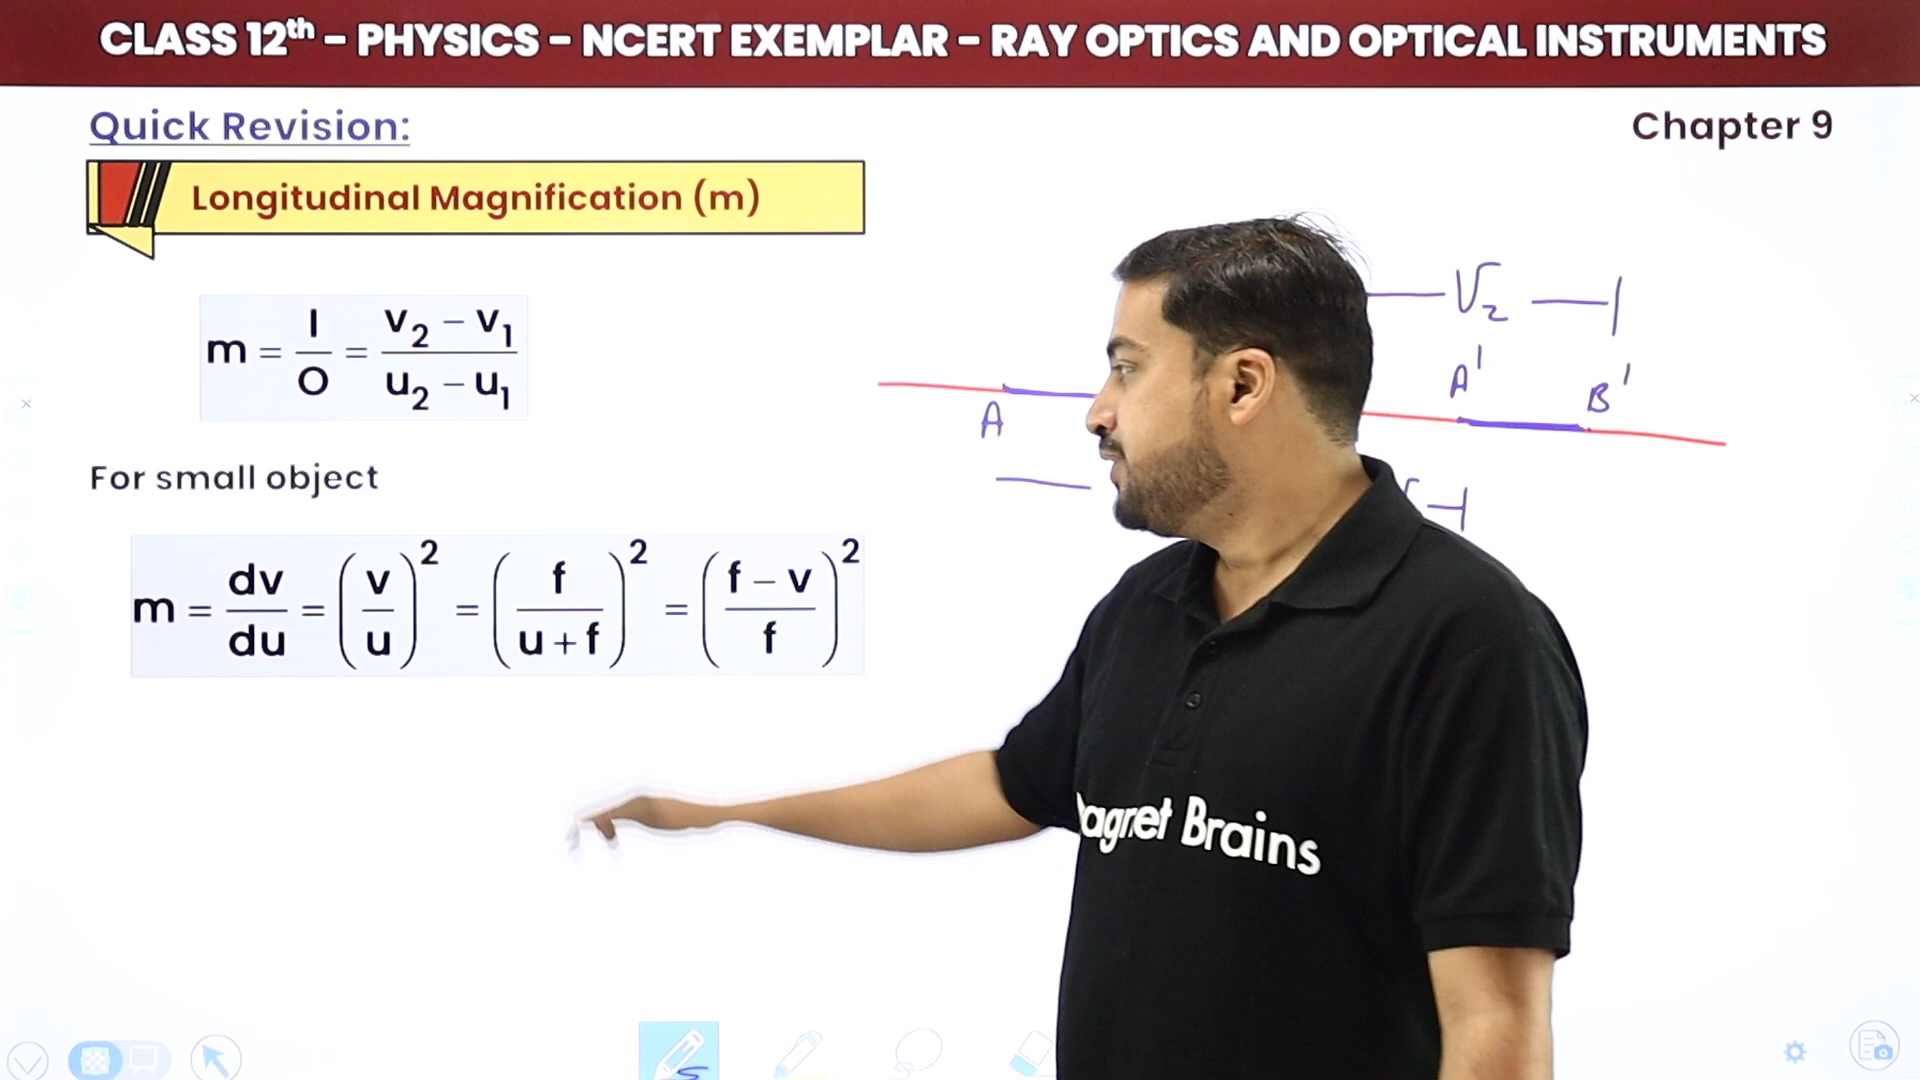 CLASS 12th – PHYSICS – NCERT EXEMPLAR – RAY OPTICS AND OPTICAL INSTRUMENTS
Quick Revision:
Chapter 9
Longitudinal Magnification (m)
m = I/O = (v₂ – v₁)/(u₂ – u₁)
V₂
A'
B'
A
For small object
m = dv/du = (v/u)² = (f/(u + f))² = ((f – v)/f)²
agnet Brains